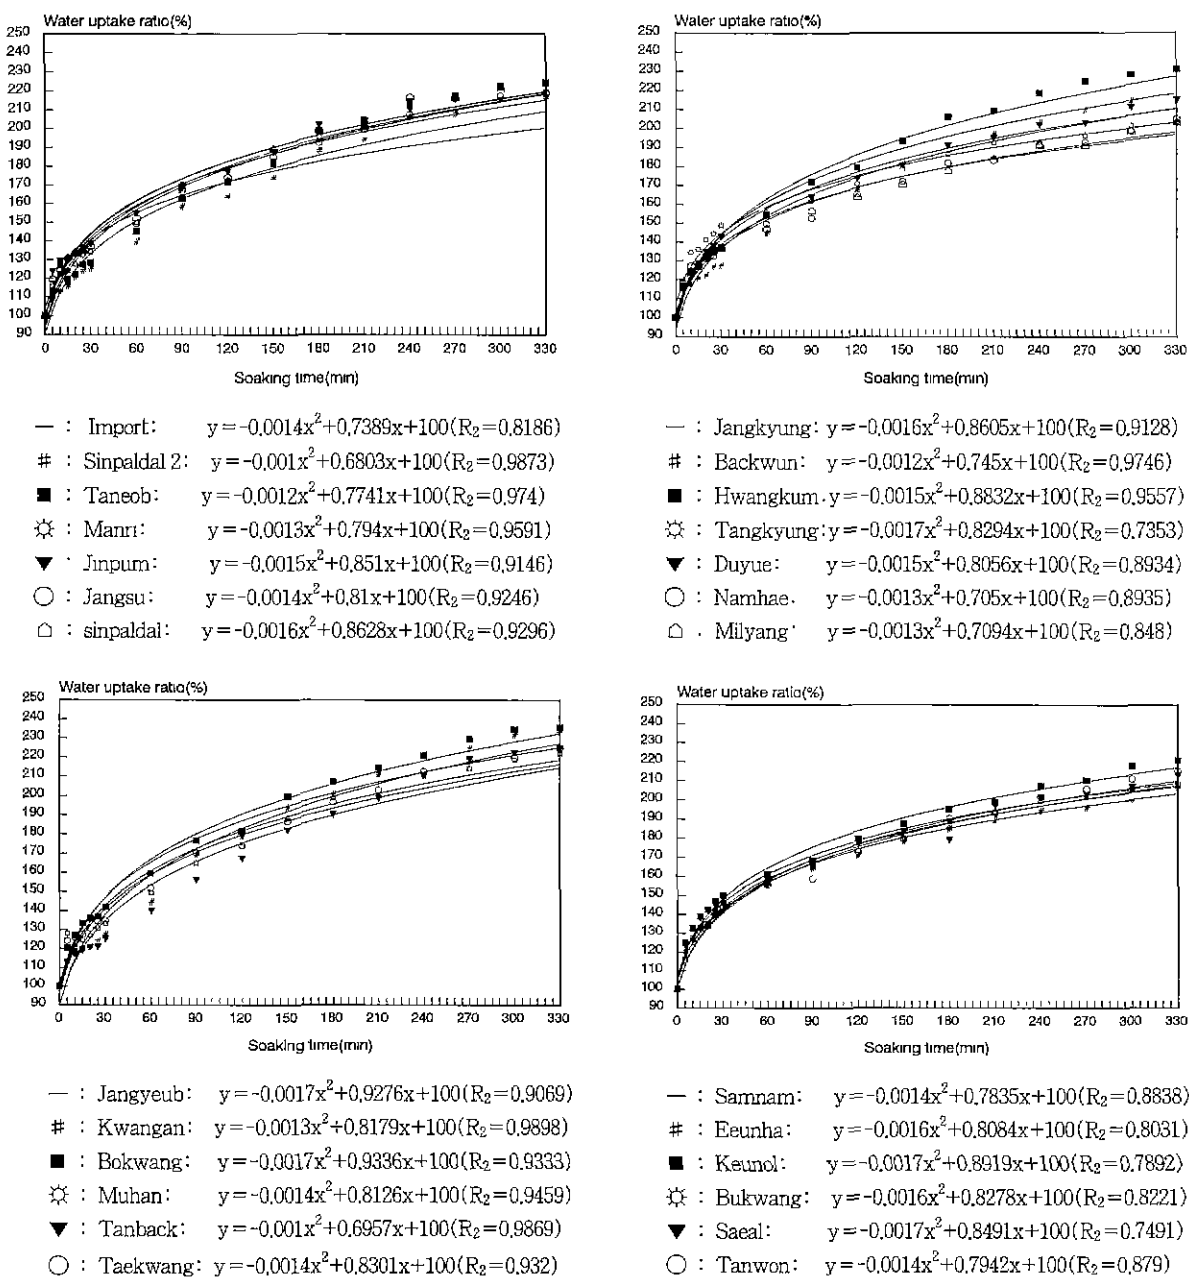 Water uptake ratio(%)
250
240
230
220
210
200
190
180
170
160
150
140
130
120
110
100
90
0 30 60 90 120 150 180 210 240 270 300 330
Soaking time(min)
— : Import: y=-0.0014x²+0.7389x+100(R₂=0.8186)
# : Sinpaldal 2: y=-0.001x²+0.6803x+100(R₂=0.9873)
■ : Taneob: y=-0.0012x²+0.7741x+100(R₂=0.974)
☼ : Manri: y=-0.0013x²+0.794x+100(R₂=0.9591)
▼ : Jinpum: y=-0.0015x²+0.851x+100(R₂=0.9146)
○ : Jangsu: y=-0.0014x²+0.81x+100(R₂=0.9246)
⌂ : sinpaldal: y=-0.0016x²+0.8628x+100(R₂=0.9296)
Water uptake ratio(%)
250
240
230
220
210
200
190
180
170
160
150
140
130
120
110
100
90
0 30 60 90 120 150 180 210 240 270 300 330
Soaking time(min)
— : Jangkyung: y=-0.0016x²+0.8605x+100(R₂=0.9128)
# : Backwun: y=-0.0012x²+0.745x+100(R₂=0.9746)
■ : Hwangkum. y=-0.0015x²+0.8832x+100(R₂=0.9557)
☼ : Tangkyung: y=-0.0017x²+0.8294x+100(R₂=0.7353)
▼ : Duyue: y=-0.0015x²+0.8056x+100(R₂=0.8934)
○ : Namhae. y=-0.0013x²+0.705x+100(R₂=0.8935)
⌂ . Milyang: y=-0.0013x²+0.7094x+100(R₂=0.848)
Water uptake ratio(%)
250
240
230
220
210
200
190
180
170
160
150
140
130
120
110
100
90
0 30 60 90 120 150 180 210 240 270 300 330
Soaking time(min)
— : Jangyeub: y=-0.0017x²+0.9276x+100(R₂=0.9069)
# : Kwangan: y=-0.0013x²+0.8179x+100(R₂=0.9898)
■ : Bokwang: y=-0.0017x²+0.9336x+100(R₂=0.9333)
☼ : Muhan: y=-0.0014x²+0.8126x+100(R₂=0.9459)
▼ : Tanback: y=-0.001x²+0.6957x+100(R₂=0.9869)
○ : Taekwang: y=-0.0014x²+0.8301x+100(R₂=0.932)
Water uptake ratio(%)
250
240
230
220
210
200
190
180
170
160
150
140
130
120
110
100
90
0 30 60 90 120 150 180 210 240 270 300 330
Soaking time(min)
— : Samnam: y=-0.0014x²+0.7835x+100(R₂=0.8838)
# : Eeunha: y=-0.0016x²+0.8084x+100(R₂=0.8031)
■ : Keunol: y=-0.0017x²+0.8919x+100(R₂=0.7892)
☼ : Bukwang: y=-0.0016x²+0.8278x+100(R₂=0.8221)
▼ : Saeal: y=-0.0017x²+0.8491x+100(R₂=0.7491)
○ : Tanwon: y=-0.0014x²+0.7942x+100(R₂=0.879)